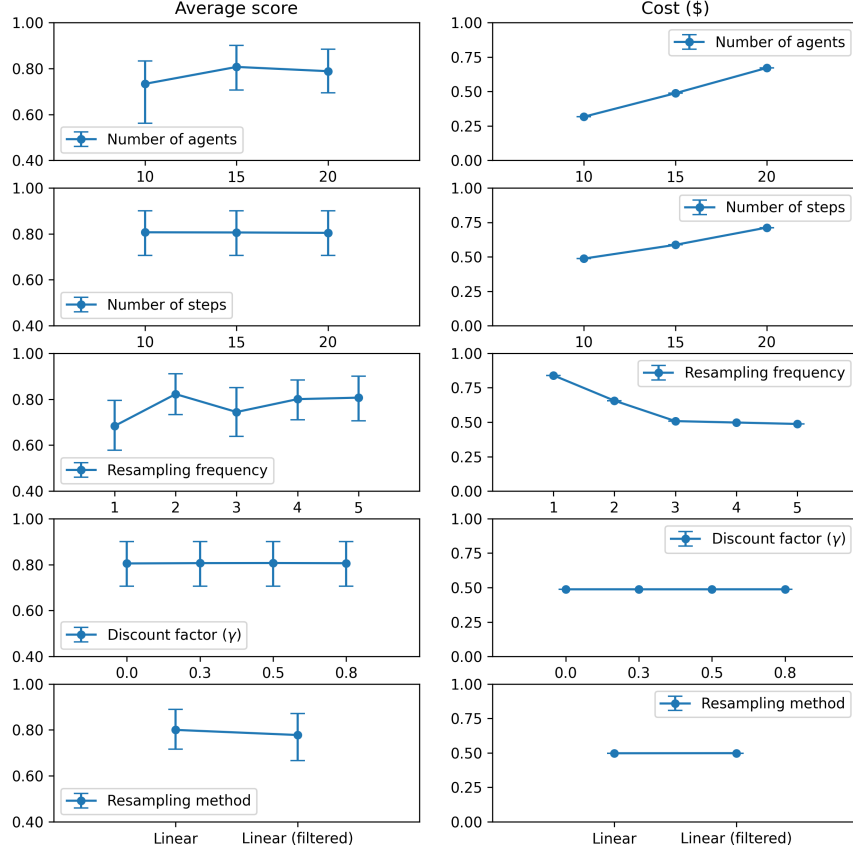 Average score
1.00
0.80
0.60
0.40
Number of agents
10 15 20
Cost ($)
1.00
0.75
0.50
0.25
0.00
Number of agents
10 15 20
1.00
0.80
0.60
0.40
Number of steps
10 15 20
1.00
0.75
0.50
0.25
0.00
Number of steps
10 15 20
1.00
0.80
0.60
0.40
Resampling frequency
1 2 3 4 5
1.00
0.75
0.50
0.25
0.00
Resampling frequency
1 2 3 4 5
1.00
0.80
0.60
0.40
Discount factor (γ)
0.0 0.3 0.5 0.8
1.00
0.75
0.50
0.25
0.00
Discount factor (γ)
0.0 0.3 0.5 0.8
1.00
0.80
0.60
0.40
Resampling method
Linear Linear (filtered)
1.00
0.75
0.50
0.25
0.00
Resampling method
Linear Linear (filtered)